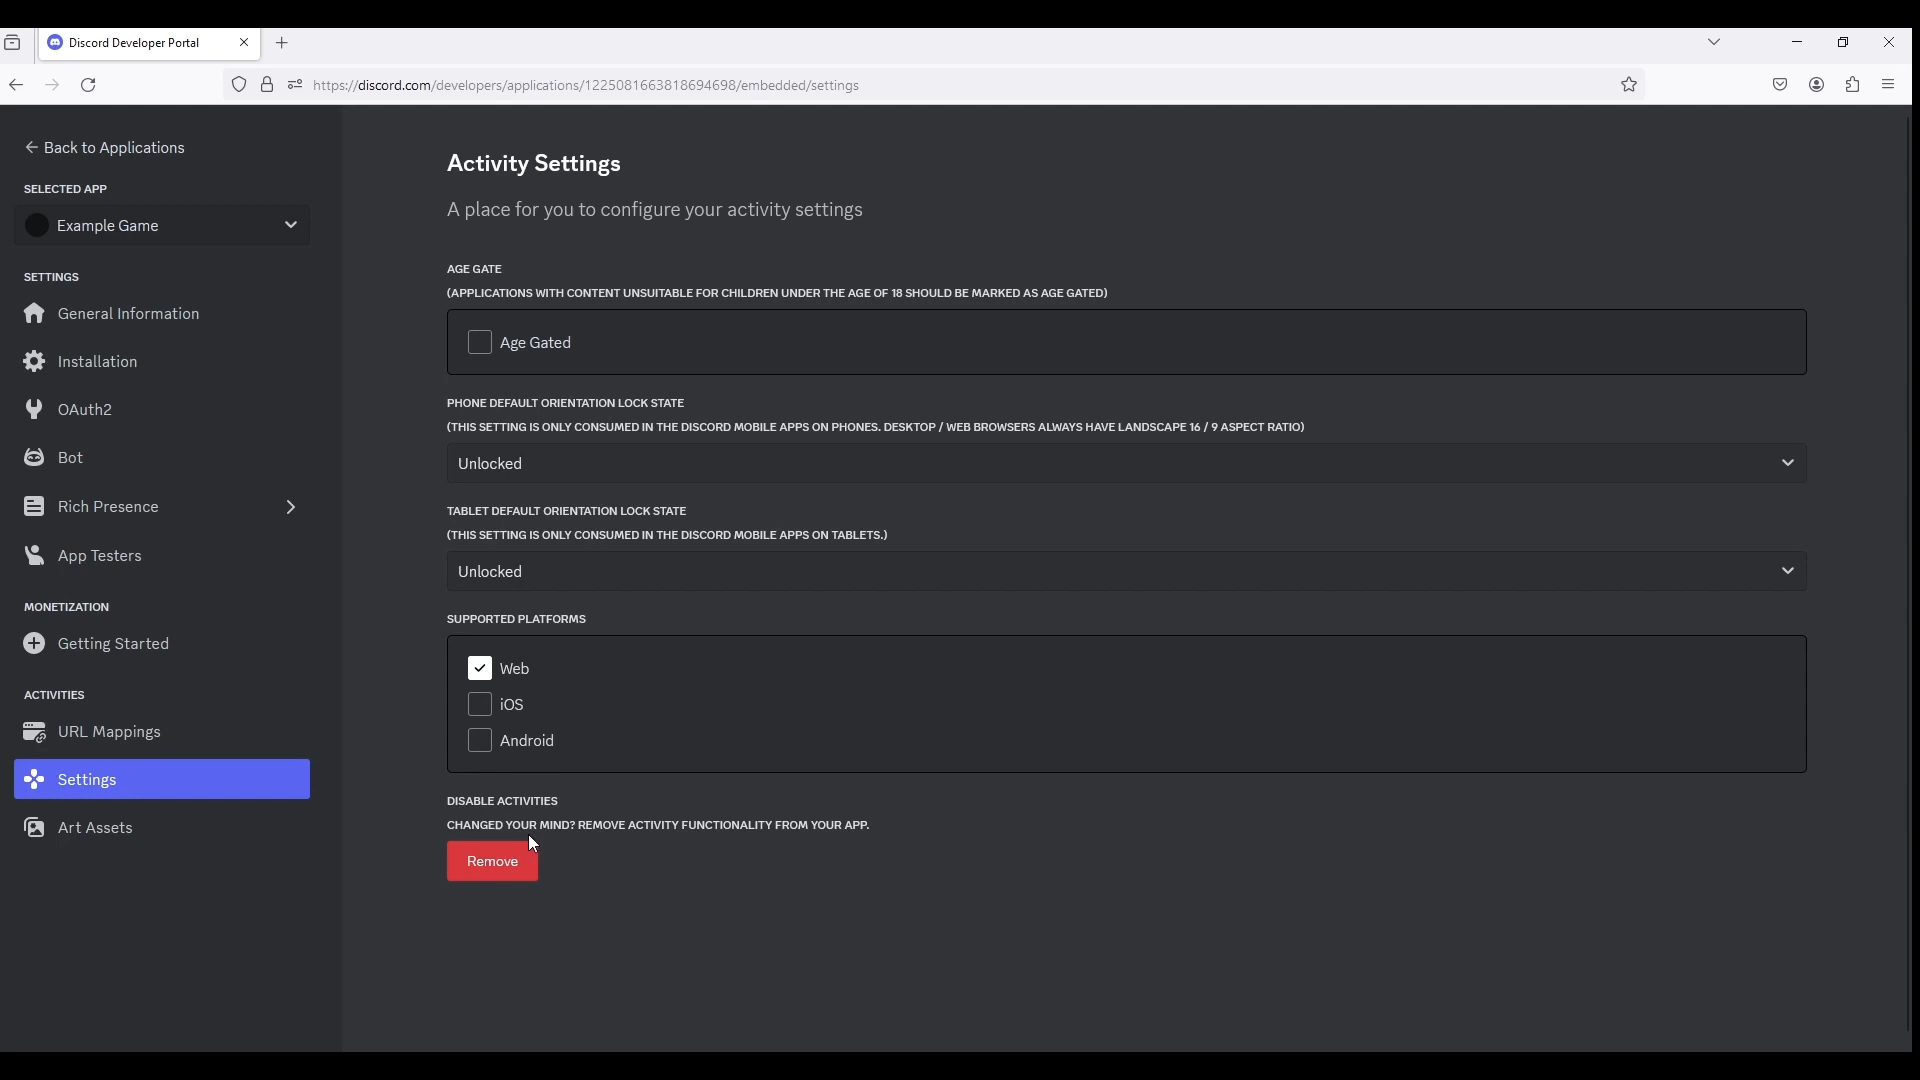 Discord Developer Portal
https://discord.com/developers/applications/1225081663818694698/embedded/settings
Back to Applications
SELECTED APP
Example Game
SETTINGS
General Information
Installation
OAuth2
Bot
Rich Presence
App Testers
MONETIZATION
Getting Started
ACTIVITIES
URL Mappings
Settings
Art Assets
Activity Settings
A place for you to configure your activity settings
AGE GATE
(APPLICATIONS WITH CONTENT UNSUITABLE FOR CHILDREN UNDER THE AGE OF 18 SHOULD BE MARKED AS AGE GATED)
Age Gated
PHONE DEFAULT ORIENTATION LOCK STATE
(THIS SETTING IS ONLY CONSUMED IN THE DISCORD MOBILE APPS ON PHONES. DESKTOP / WEB BROWSERS ALWAYS HAVE LANDSCAPE 16 / 9 ASPECT RATIO)
Unlocked
TABLET DEFAULT ORIENTATION LOCK STATE
(THIS SETTING IS ONLY CONSUMED IN THE DISCORD MOBILE APPS ON TABLETS.)
Unlocked
SUPPORTED PLATFORMS
Web
iOS
Android
DISABLE ACTIVITIES
CHANGED YOUR MIND? REMOVE ACTIVITY FUNCTIONALITY FROM YOUR APP.
Remove